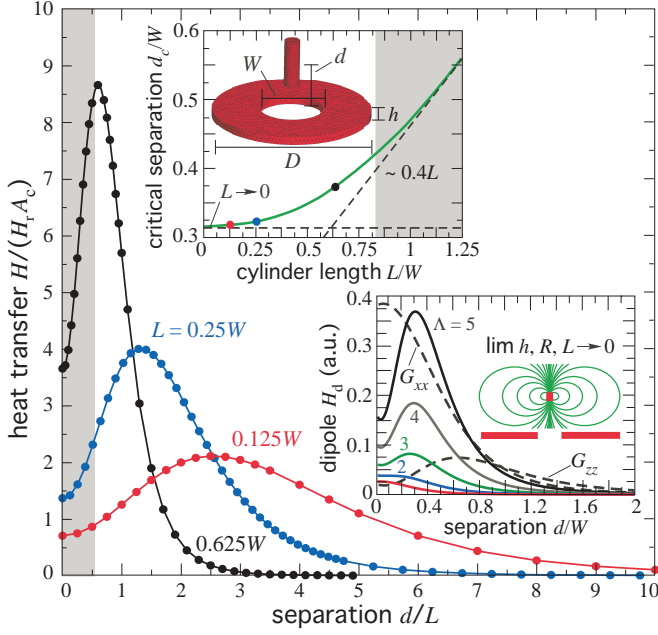 heat transfer H/(H_r A_c)
10
9
8
7
6
5
4
3
2
1
0
0 1 2 3 4 5 6 7 8 9 10
separation d/L
L = 0.25W
0.125W
0.625W
critical separation d_c/W
0.6
0.5
0.4
0.3
0 0.25 0.5 0.75 1 1.25
cylinder length L/W
W
d
h
D
L → 0
~ 0.4L
dipole H_d (a.u.)
0.4
0.3
0.2
0.1
0
0 0.4 0.8 1.2 1.6 2
separation d/W
Λ = 5
G_xx
4
3
2
G_zz
lim h, R, L → 0